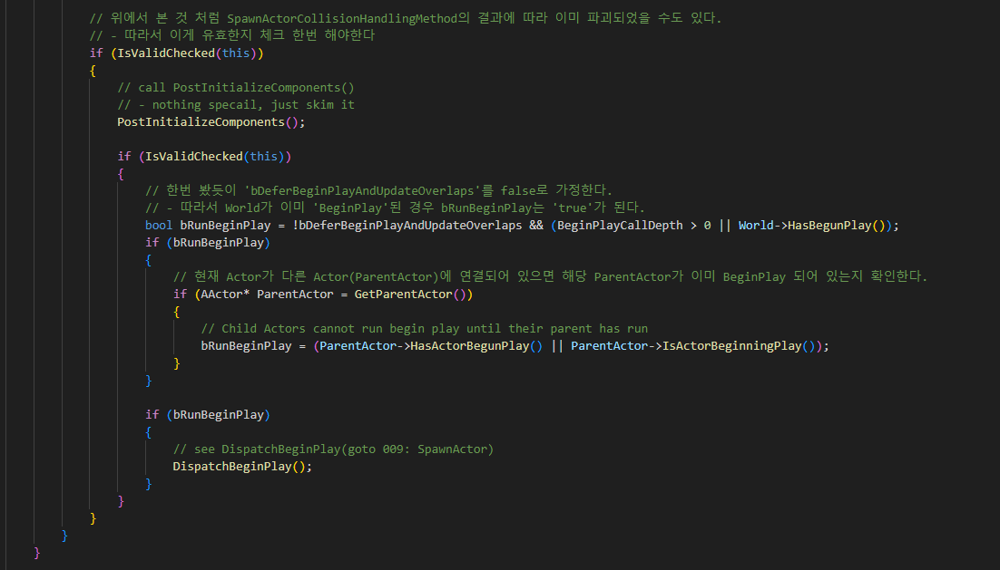 // 위에서 본 것 처럼 SpawnActorCollisionHandlingMethod의 결과에 따라 이미 파괴되었을 수도 있다.
// - 따라서 이게 유효한지 체크 한번 해야한다
if (IsValidChecked(this))
{
// call PostInitializeComponents()
// - nothing specail, just skim it
PostInitializeComponents();
if (IsValidChecked(this))
{
// 한번 봤듯이 'bDeferBeginPlayAndUpdateOverlaps'를 false로 가정한다.
// - 따라서 World가 이미 'BeginPlay'된 경우 bRunBeginPlay는 'true'가 된다.
bool bRunBeginPlay = !bDeferBeginPlayAndUpdateOverlaps && (BeginPlayCallDepth > 0 || World->HasBegunPlay());
if (bRunBeginPlay)
{
// 현재 Actor가 다른 Actor(ParentActor)에 연결되어 있으면 해당 ParentActor가 이미 BeginPlay 되어 있는지 확인한다.
if (AActor* ParentActor = GetParentActor())
{
// Child Actors cannot run begin play until their parent has run
bRunBeginPlay = (ParentActor->HasActorBegunPlay() || ParentActor->IsActorBeginningPlay());
}
}
if (bRunBeginPlay)
{
// see DispatchBeginPlay(goto 009: SpawnActor)
DispatchBeginPlay();
}
}
}
}
}